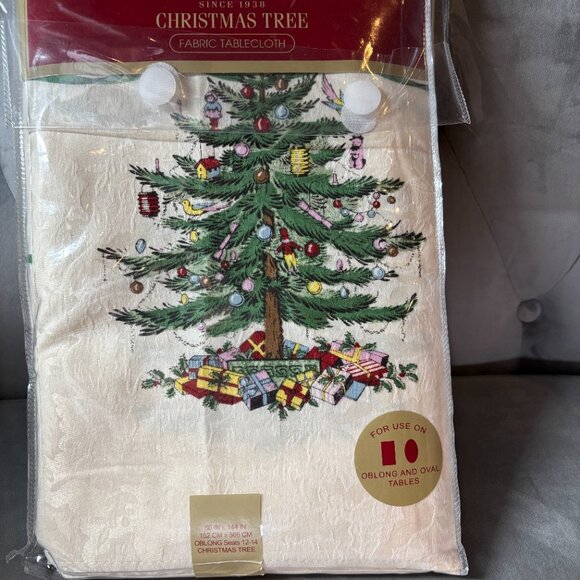 SINCE 1938
CHRISTMAS TREE
FABRIC TABLECLOTH
FOR USE ON
OBLONG AND OVAL
TABLES
60 IN x 144 IN
152 CM x 366 CM
OBLONG Seats 12-14
CHRISTMAS TREE